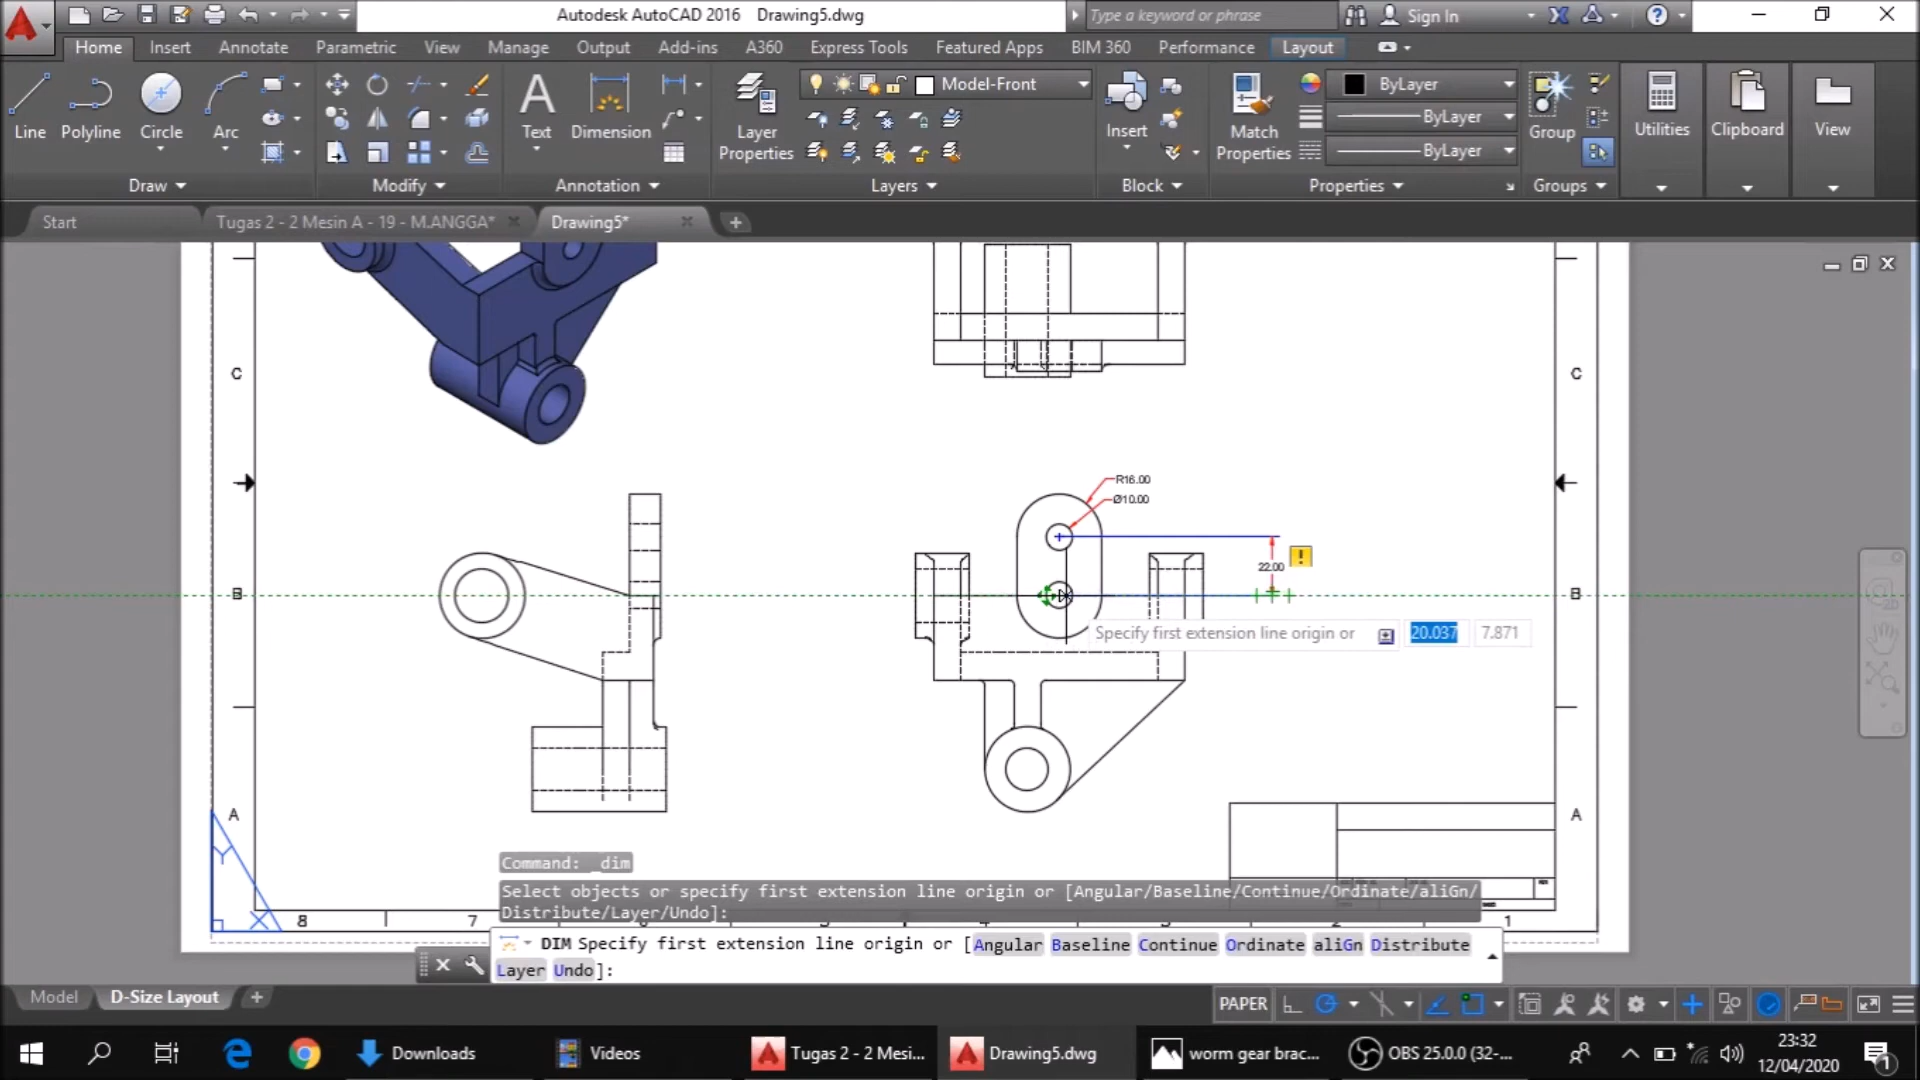 Autodesk AutoCAD 2016 Drawing5.dwg
Type a keyword or phrase
Sign In
Home Insert Annotate Parametric View Manage Output Add-ins A360 Express Tools Featured Apps BIM 360 Performance Layout
Model-Front
ByLayer
ByLayer
ByLayer
Line Polyline Circle Arc
Text Dimension
Layer Properties
Insert
Match Properties
Group
Utilities Clipboard View
Draw Modify Annotation Layers Block Properties Groups
Start Tugas 2 - 2 Mesin A - 19 - M.ANGGA* Drawing5*
C C
R16.00
Ø10.00
22.00
B B
Specify first extension line origin or 20.037 7.871
A A
Y
X
8 7 1
Command: _dim
Select objects or specify first extension line origin or [Angular/Baseline/Continue/Ordinate/aliGn/
Distribute/Layer/Undo]:
DIM Specify first extension line origin or [Angular Baseline Continue Ordinate aliGn Distribute
Layer Undo]:
Model D-Size Layout
PAPER
Downloads Videos Tugas 2 - 2 Mesi... Drawing5.dwg worm gear brac... OBS 25.0.0 (32-...
23:32
12/04/2020
1